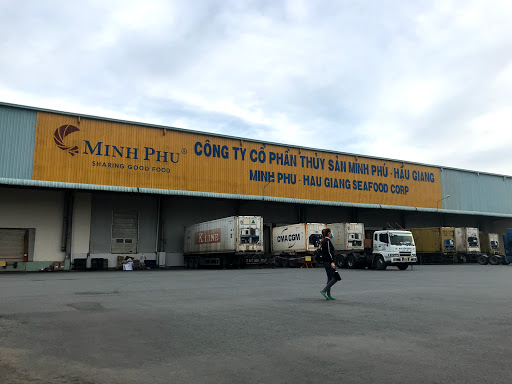 MINH PHU®
SHARING GOOD FOOD
CÔNG TY CỔ PHẦN THỦY SẢN MINH PHÚ - HẬU GIANG
MINH PHU - HAU GIANG SEAFOOD CORP
K LINE
CMA CGM